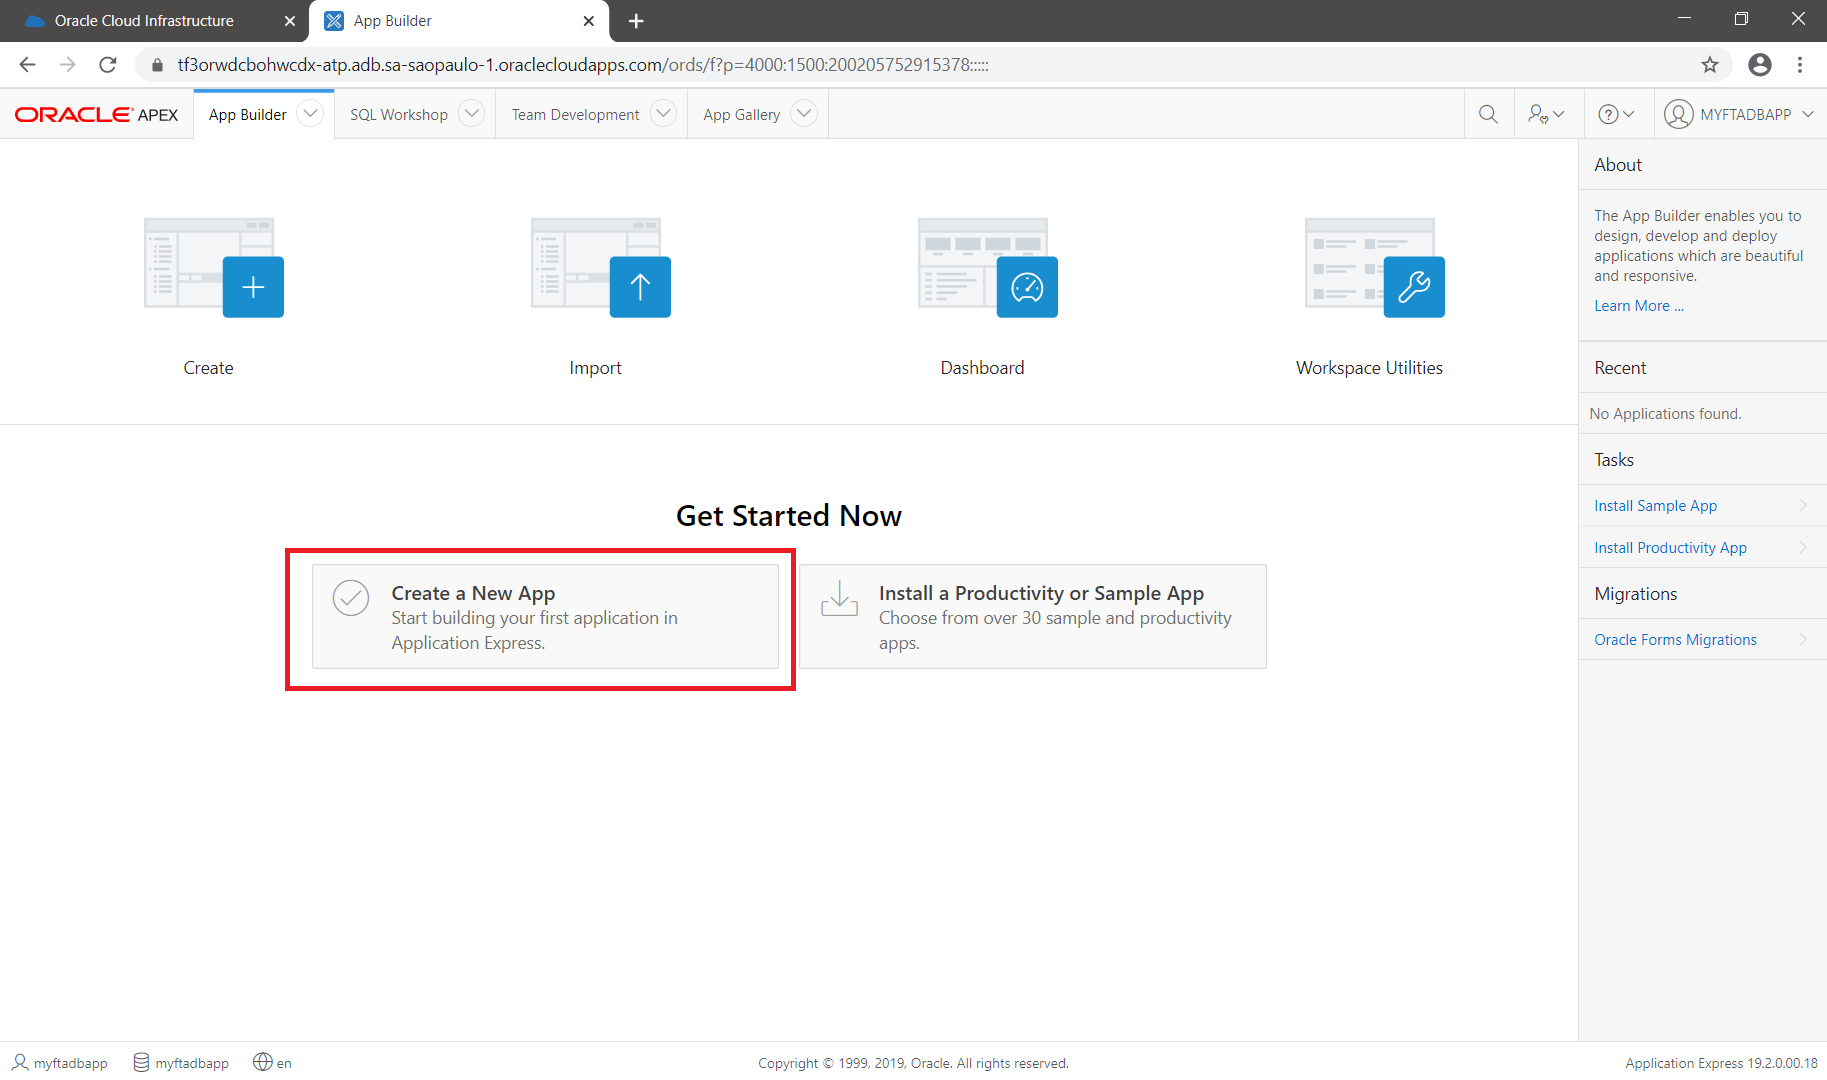 Oracle Cloud Infrastructure
App Builder
tf3orwdcbohwcdx-atp.adb.sa-saopaulo-1.oraclecloudapps.com/ords/f?p=4000:1500:200205752915378:::::
ORACLE APEX
App Builder
SQL Workshop
Team Development
App Gallery
MYFTADBAPP
Create
Import
Dashboard
Workspace Utilities
Get Started Now
Create a New App
Start building your first application in
Application Express.
Install a Productivity or Sample App
Choose from over 30 sample and productivity
apps.
About
The App Builder enables you to
design, develop and deploy
applications which are beautiful
and responsive.
Learn More ...
Recent
No Applications found.
Tasks
Install Sample App
Install Productivity App
Migrations
Oracle Forms Migrations
myftadbapp
myftadbapp
en
Copyright © 1999, 2019, Oracle. All rights reserved.
Application Express 19.2.0.00.18